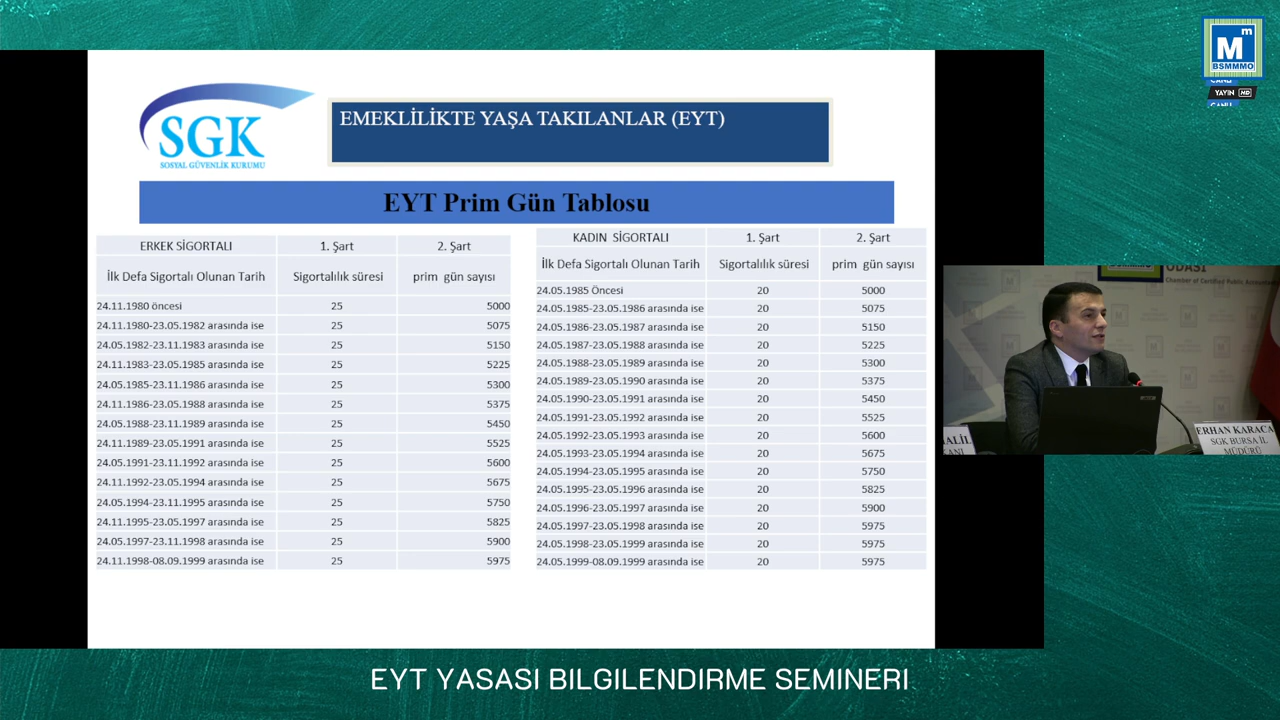 Mm
BSMMMO
CANLI
YAYIN HD
CANLI
SGK
SOSYAL GÜVENLİK KURUMU
EMEKLİLİKTE YAŞA TAKILANLAR (EYT)
EYT Prim Gün Tablosu
ERKEK SİGORTALI 1. Şart 2. Şart
İlk Defa Sigortalı Olunan Tarih Sigortalılık süresi prim gün sayısı
24.11.1980 öncesi 25 5000
24.11.1980-23.05.1982 arasında ise 25 5075
24.05.1982-23.11.1983 arasında ise 25 5150
24.11.1983-23.05.1985 arasında ise 25 5225
24.05.1985-23.11.1986 arasında ise 25 5300
24.11.1986-23.05.1988 arasında ise 25 5375
24.05.1988-23.11.1989 arasında ise 25 5450
24.11.1989-23.05.1991 arasında ise 25 5525
24.05.1991-23.11.1992 arasında ise 25 5600
24.11.1992-23.05.1994 arasında ise 25 5675
24.05.1994-23.11.1995 arasında ise 25 5750
24.11.1995-23.05.1997 arasında ise 25 5825
24.05.1997-23.11.1998 arasında ise 25 5900
24.11.1998-08.09.1999 arasında ise 25 5975
KADIN SİGORTALI 1. Şart 2. Şart
İlk Defa Sigortalı Olunan Tarih Sigortalılık süresi prim gün sayısı
24.05.1985 Öncesi 20 5000
24.05.1985-23.05.1986 arasında ise 20 5075
24.05.1986-23.05.1987 arasında ise 20 5150
24.05.1987-23.05.1988 arasında ise 20 5225
24.05.1988-23.05.1989 arasında ise 20 5300
24.05.1989-23.05.1990 arasında ise 20 5375
24.05.1990-23.05.1991 arasında ise 20 5450
24.05.1991-23.05.1992 arasında ise 20 5525
24.05.1992-23.05.1993 arasında ise 20 5600
24.05.1993-23.05.1994 arasında ise 20 5675
24.05.1994-23.05.1995 arasında ise 20 5750
24.05.1995-23.05.1996 arasında ise 20 5825
24.05.1996-23.05.1997 arasında ise 20 5900
24.05.1997-23.05.1998 arasında ise 20 5975
24.05.1998-23.05.1999 arasında ise 20 5975
24.05.1999-08.09.1999 arasında ise 20 5975
ODASI
Chamber of Certified Public
ERHAN KARACA
SGK BURSA İL
MÜDÜRÜ
EYT YASASI BILGILENDIRME SEMINERI